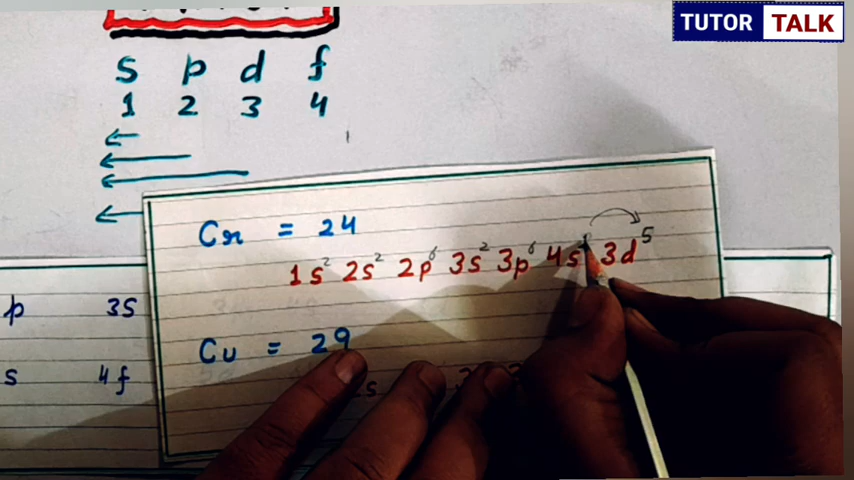 TUTOR TALK
s p d f
1 2 3 4
Cr = 24
1s² 2s² 2p⁶ 3s² 3p⁶ 4s 3d⁵
p 3s
Cu = 29
s 4f